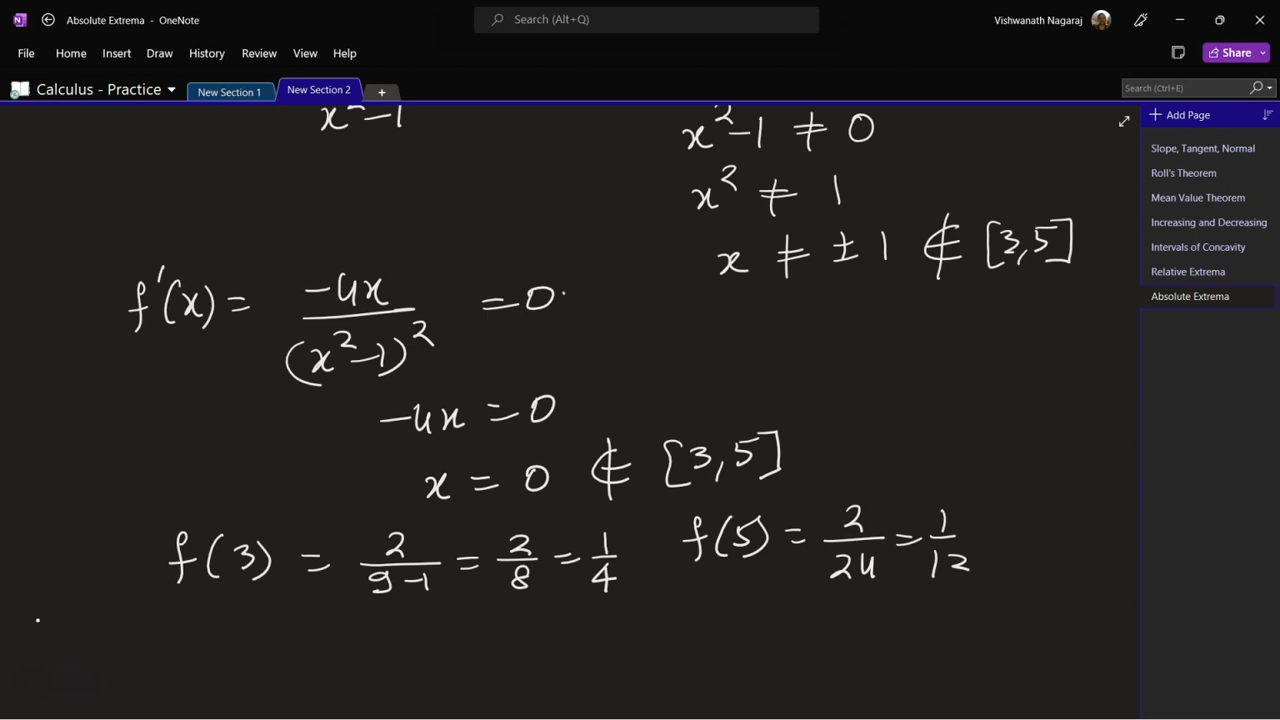 Absolute Extrema - OneNote
Search (Alt+Q)
Vishwanath Nagaraj
File Home Insert Draw History Review View Help
Share
Calculus - Practice
New Section 1
New Section 2
+
Search (Ctrl+E)
+ Add Page
Slope, Tangent, Normal
Roll's Theorem
Mean Value Theorem
Increasing and Decreasing
Intervals of Concavity
Relative Extrema
Absolute Extrema
x²-1
x²-1 ≠ 0
x² ≠ 1
x ≠ ±1 ⊄ [3,5]
f'(x) = -4x / (x²-1)² = 0
-4x = 0
x = 0 ⊄ [3,5]
f(3) = 2/(9-1) = 2/8 = 1/4
f(5) = 2/24 = 1/12